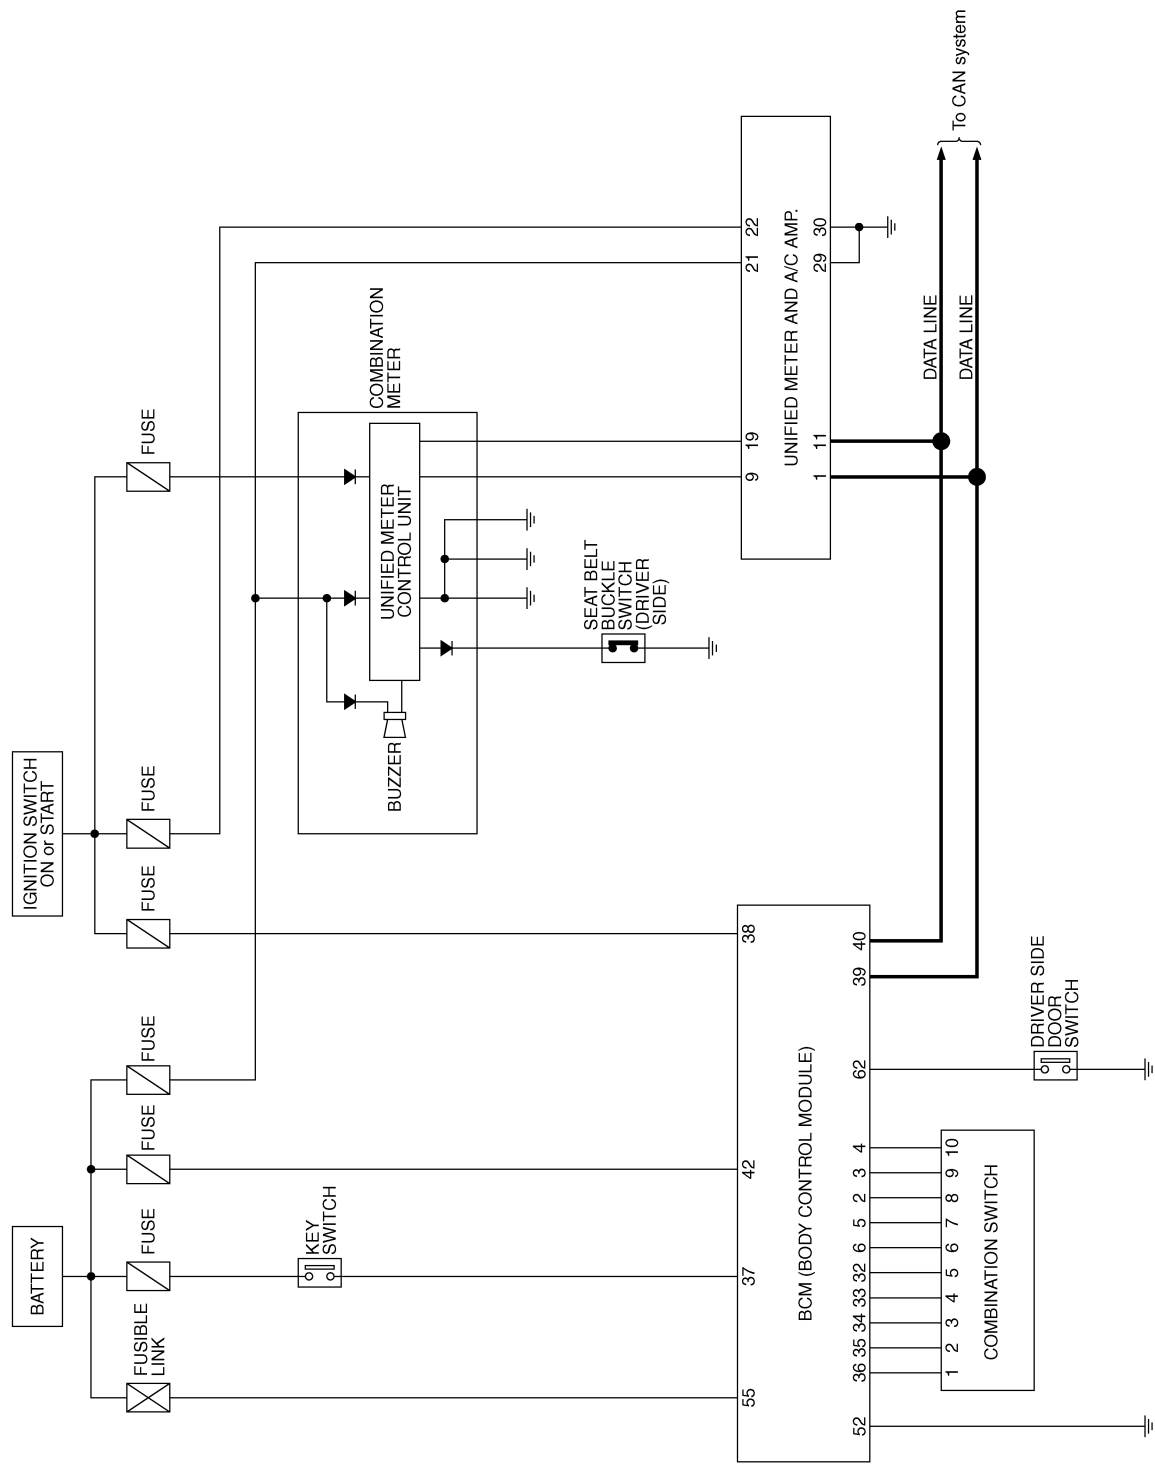 BATTERY
IGNITION SWITCH
ON or START
FUSIBLE
LINK
FUSE
FUSE
FUSE
FUSE
FUSE
FUSE
KEY
SWITCH
COMBINATION
METER
BUZZER
UNIFIED METER
CONTROL UNIT
SEAT BELT
BUCKLE
SWITCH
(DRIVER
SIDE)
55
37
42
38
BCM (BODY CONTROL MODULE)
52
36
35
34
33
32
6
5
2
3
4
62
39
40
1
2
3
4
5
6
7
8
9
10
COMBINATION SWITCH
DRIVER SIDE
DOOR
SWITCH
9
19
21
22
UNIFIED METER AND A/C AMP.
1
11
29
30
DATA LINE
DATA LINE
To CAN system